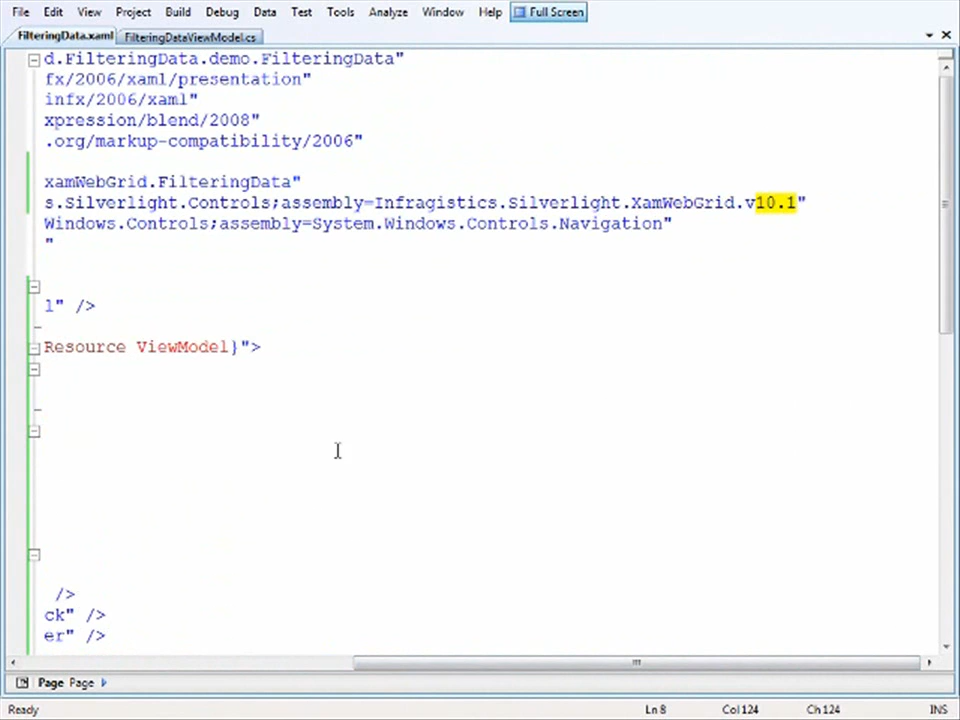 File Edit View Project Build Debug Data Test Tools Analyze Window Help Full Screen
FilteringData.xaml FilteringDataViewModel.cs
d.FilteringData.demo.FilteringData"
fx/2006/xaml/presentation"
infx/2006/xaml"
xpression/blend/2008"
.org/markup-compatibility/2006"
xamWebGrid.FilteringData"
s.Silverlight.Controls;assembly=Infragistics.Silverlight.XamWebGrid.v10.1"
Windows.Controls;assembly=System.Windows.Controls.Navigation"
"
l" />
Resource ViewModel}">
/>
ck" />
er" />
Page Page
Ready Ln 8 Col 124 Ch 124 INS